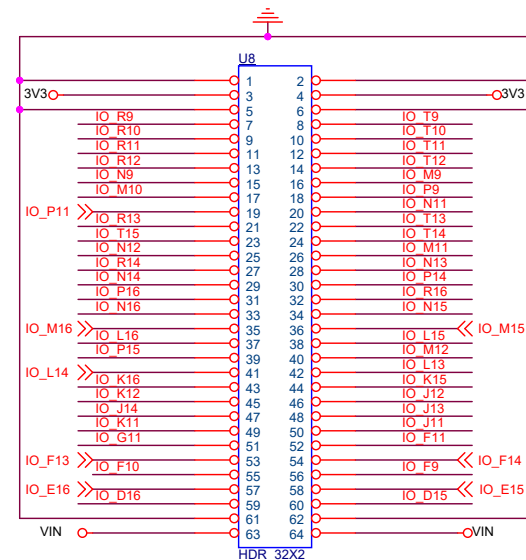 U8
1 2
3V3 3 4 3V3
5 6
IO_R9 7 8 IO_T9
IO_R10 9 10 IO_T10
IO_R11 11 12 IO_T11
IO_R12 13 14 IO_T12
IO_N9 15 16 IO_M9
IO_M10 17 18 IO_P9
IO_P11 19 20 IO_N11
IO_R13 21 22 IO_T13
IO_T15 23 24 IO_T14
IO_N12 25 26 IO_M11
IO_R14 27 28 IO_N13
IO_N14 29 30 IO_P14
IO_P16 31 32 IO_R16
IO_N16 33 34 IO_N15
IO_M16 35 36 IO_M15
IO_L16 37 38 IO_L15
IO_P15 39 40 IO_M12
IO_L14 41 42 IO_L13
IO_K16 43 44 IO_K15
IO_K12 45 46 IO_J12
IO_J14 47 48 IO_J13
IO_K11 49 50 IO_J11
IO_G11 51 52 IO_F11
IO_F13 53 54 IO_F14
IO_F10 55 56 IO_F9
IO_E16 57 58 IO_E15
IO_D16 59 60 IO_D15
61 62
VIN 63 64 VIN
HDR_32X2